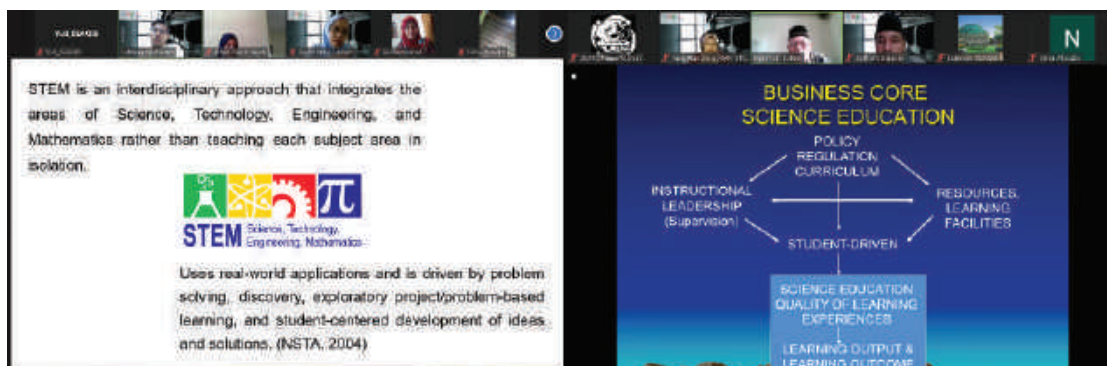 STEM is an interdisciplinary approach that integrates the
areas of Science, Technology, Engineering, and
Mathematics rather than teaching each subject area in
isolation.
π
STEM Science, Technology,
Engineering, Mathematics
Uses real-world applications and is driven by problem
solving, discovery, exploratory project/problem-based
learning, and student-centered development of ideas
and solutions. (NSTA, 2004)
N
BUSINESS CORE
SCIENCE EDUCATION
POLICY
REGULATION
CURRICULUM
INSTRUCTIONAL
LEADERSHIP
(Supervision)
RESOURCES,
LEARNING
FACILITIES
STUDENT-DRIVEN
SCIENCE EDUCATION
QUALITY OF LEARNING
EXPERIENCES
LEARNING OUTPUT &
LEARNING OUTCOME